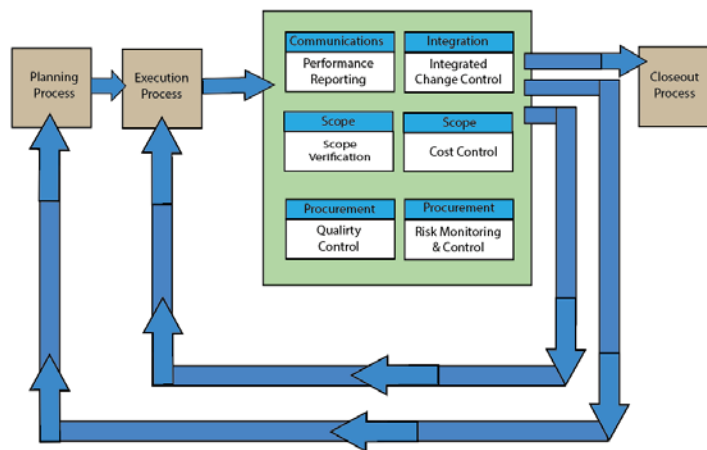 Communications
Integration
Performance
Reporting
Integrated
Change Control
Planning
Process
Execution
Process
Closeout
Process
Scope
Scope
Scope
Verification
Cost Control
Procurement
Procurement
Qualirty
Control
Risk Monitoring
& Control